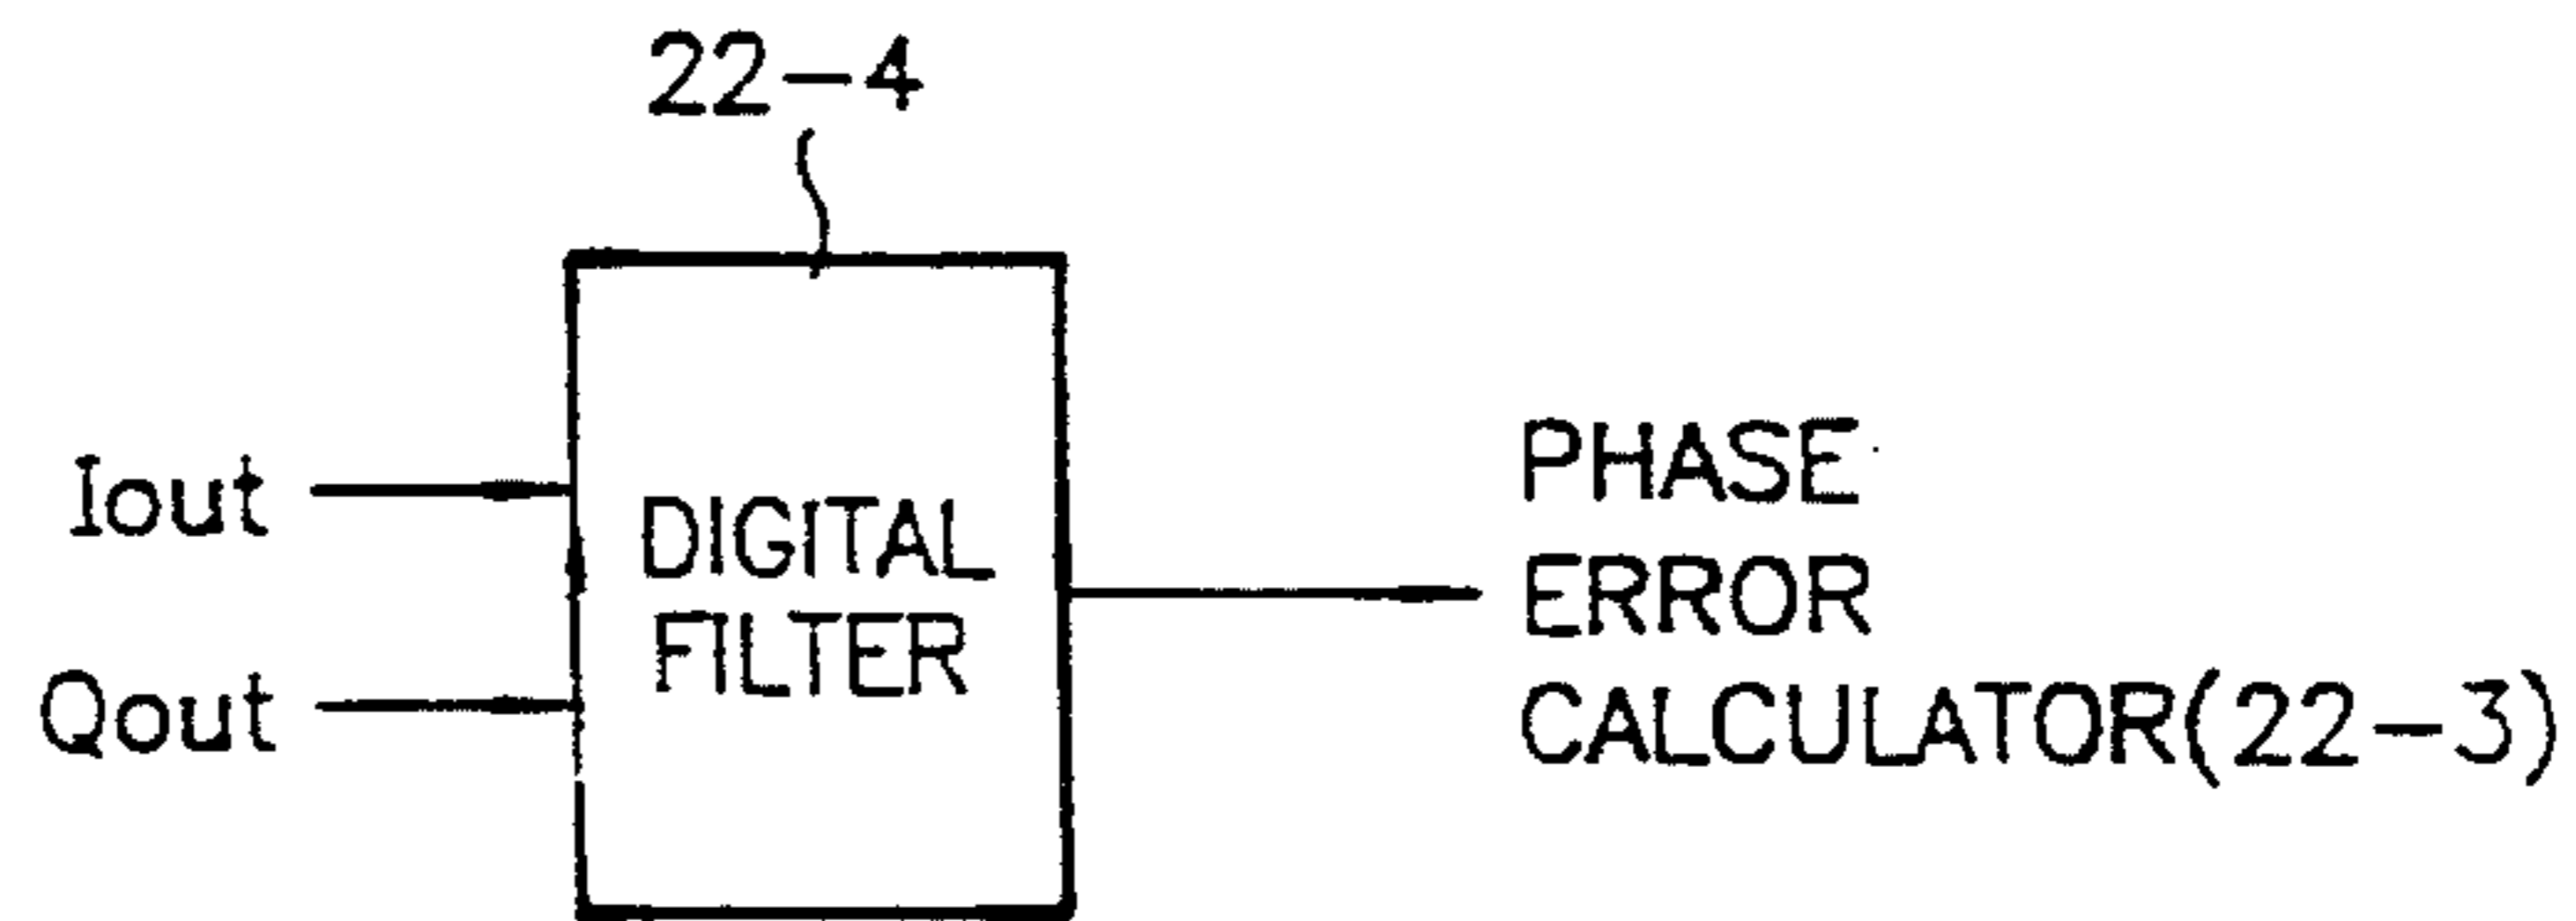 22-4
Iout
Qout
DIGITAL
FILTER
PHASE
ERROR
CALCULATOR(22-3)